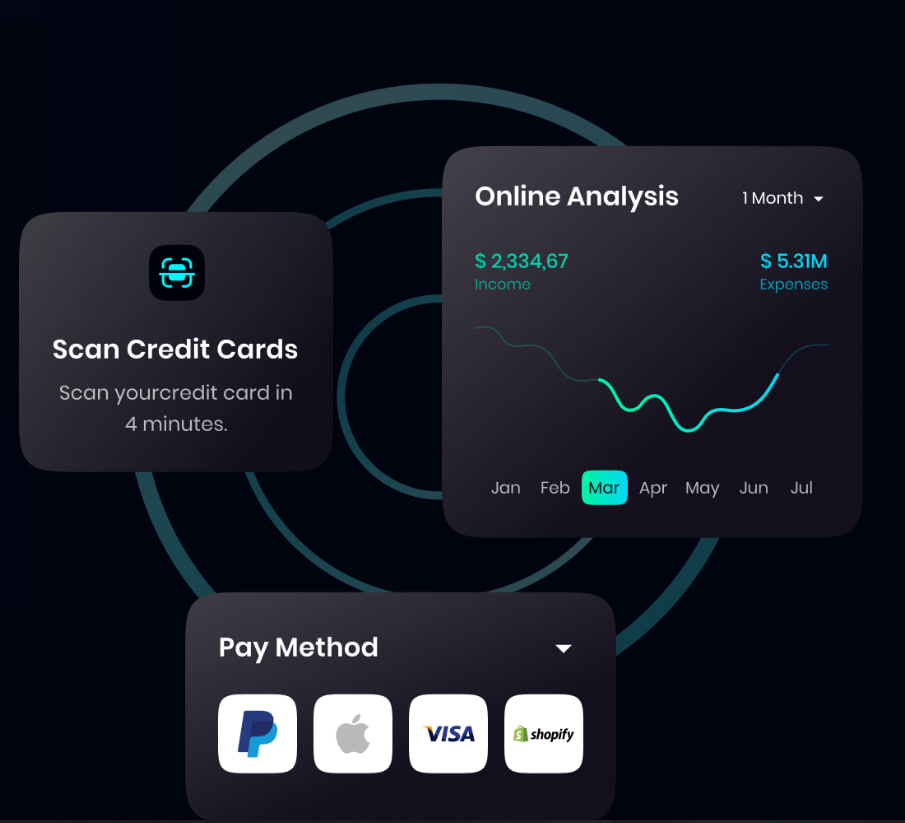 Online Analysis
1 Month
$ 2,334,67
$ 5.31M
Income
Expenses
Jan Feb Mar Apr May Jun Jul
Scan Credit Cards
Scan yourcredit card in
4 minutes.
Pay Method
VISA
shopify